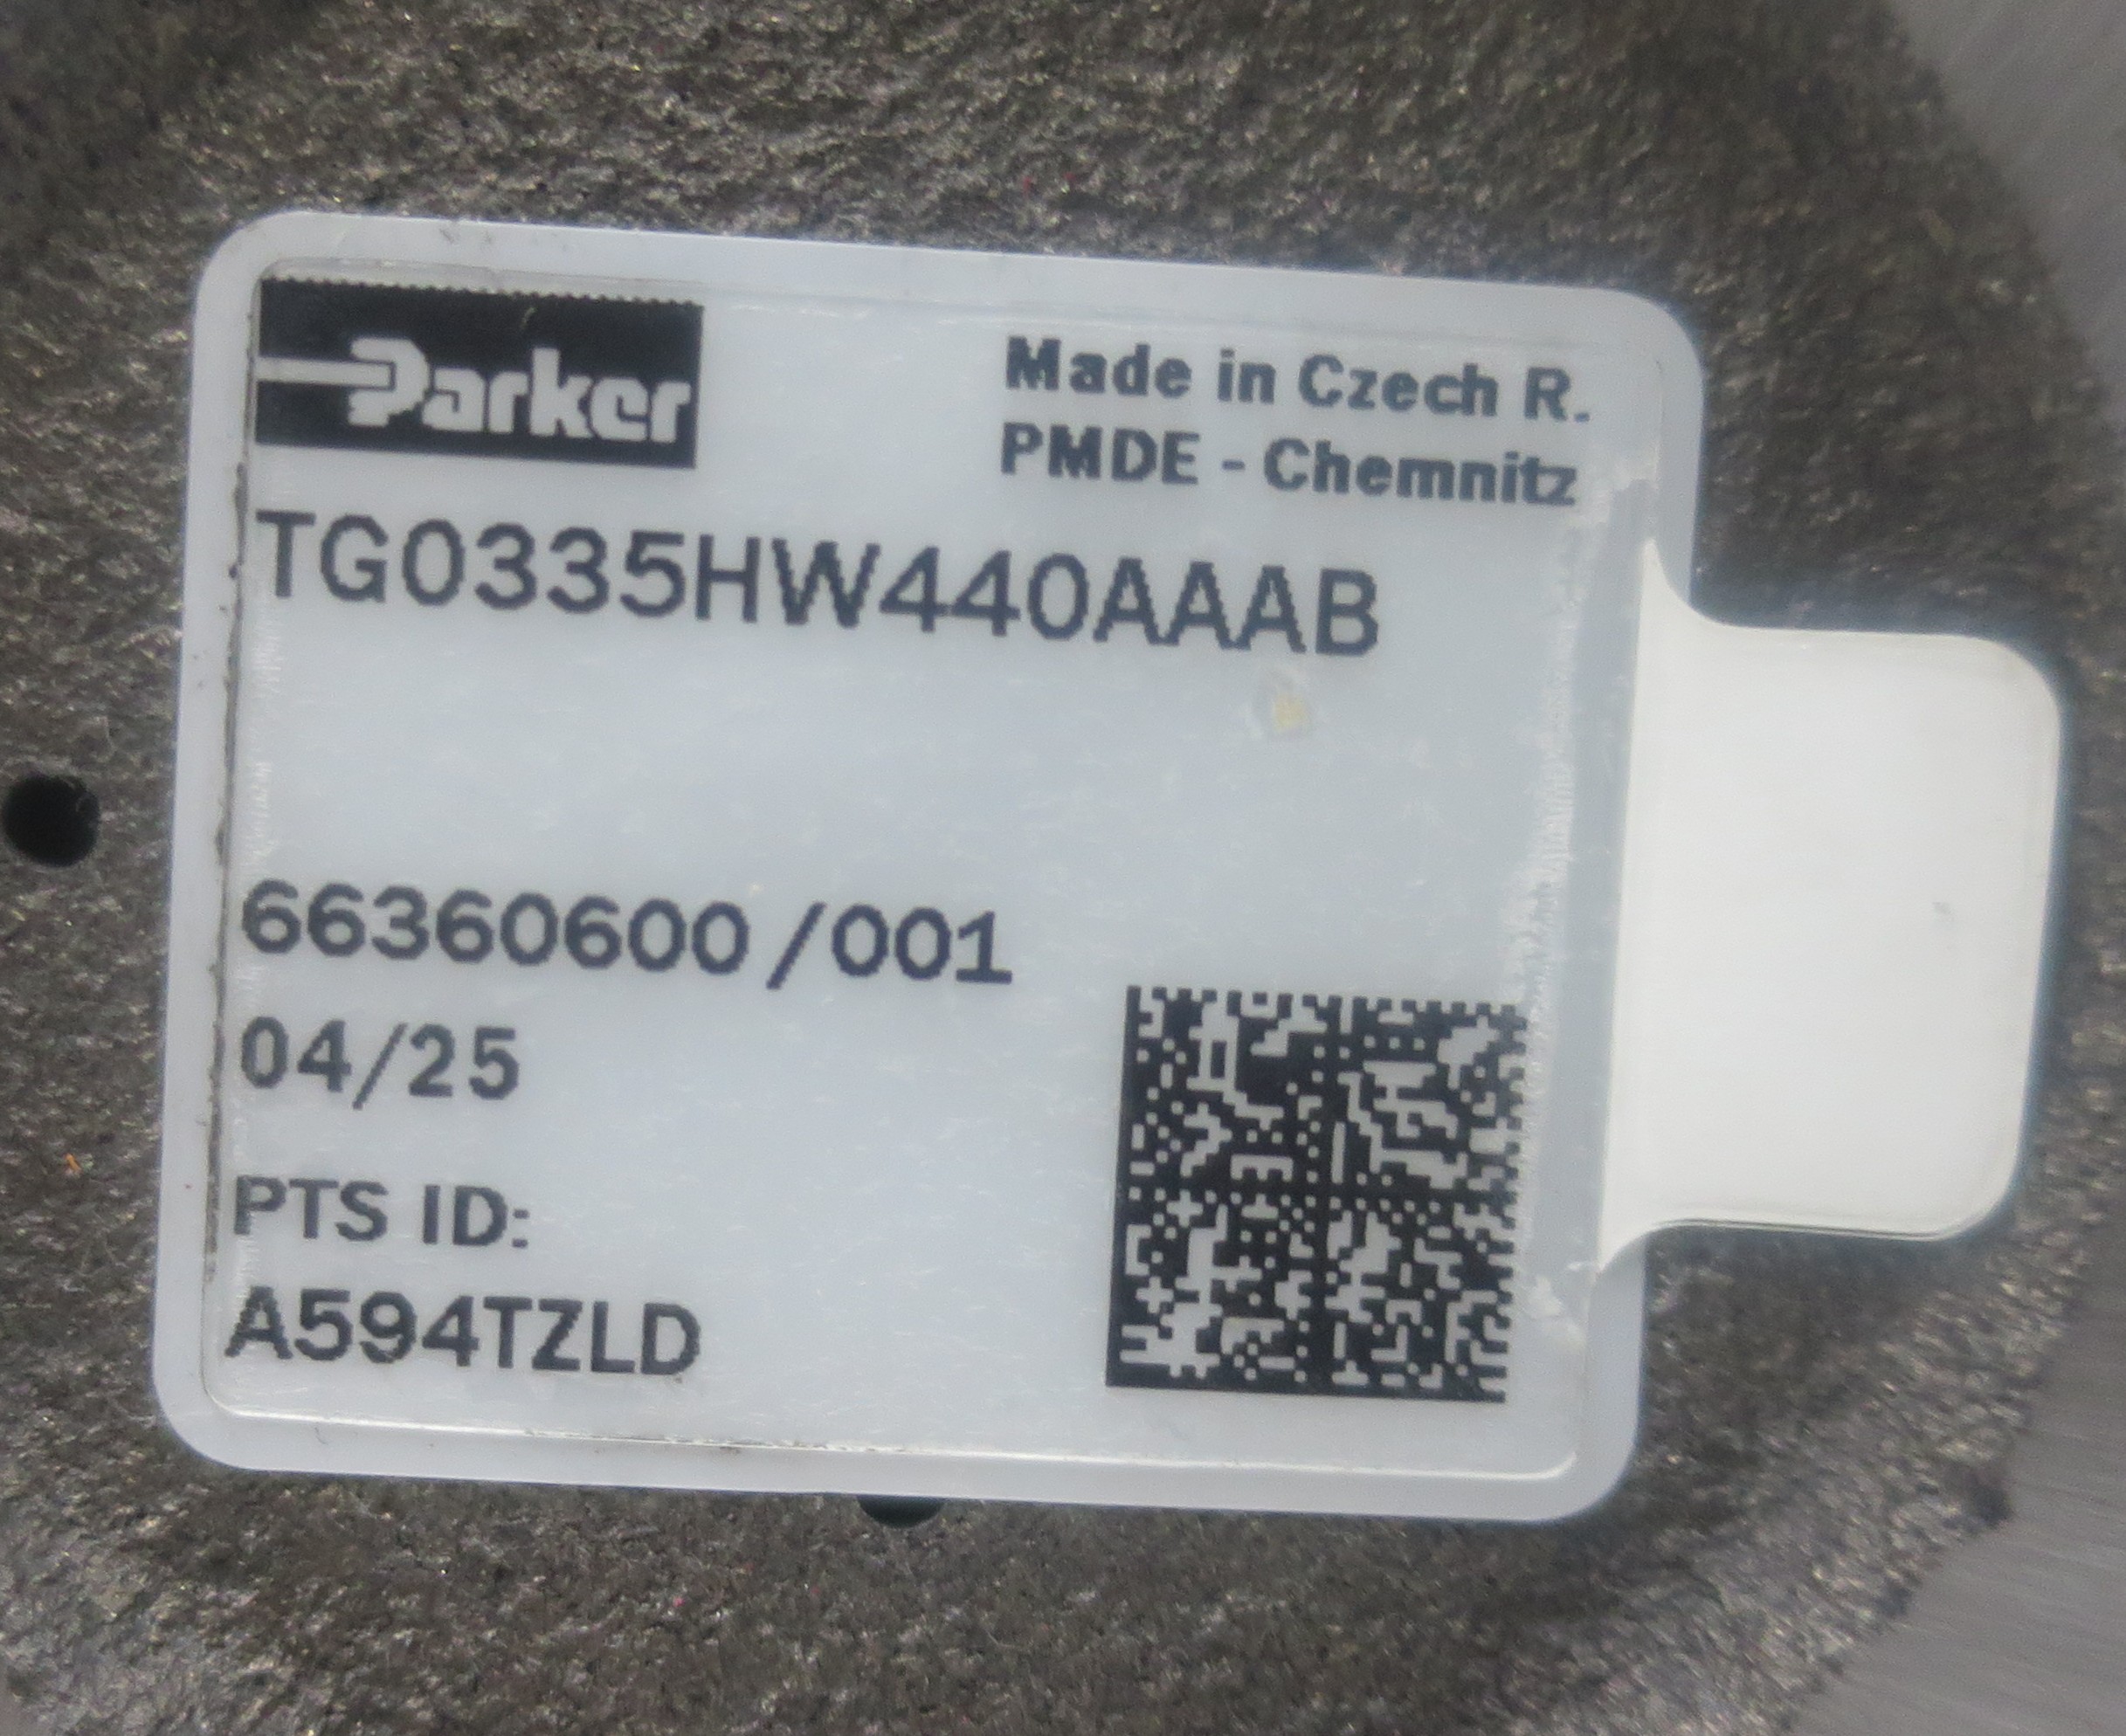 Parker
Made in Czech R.
PMDE - Chemnitz
TG0335HW440AAAB
66360600/001
04/25
PTS ID:
A594TZLD